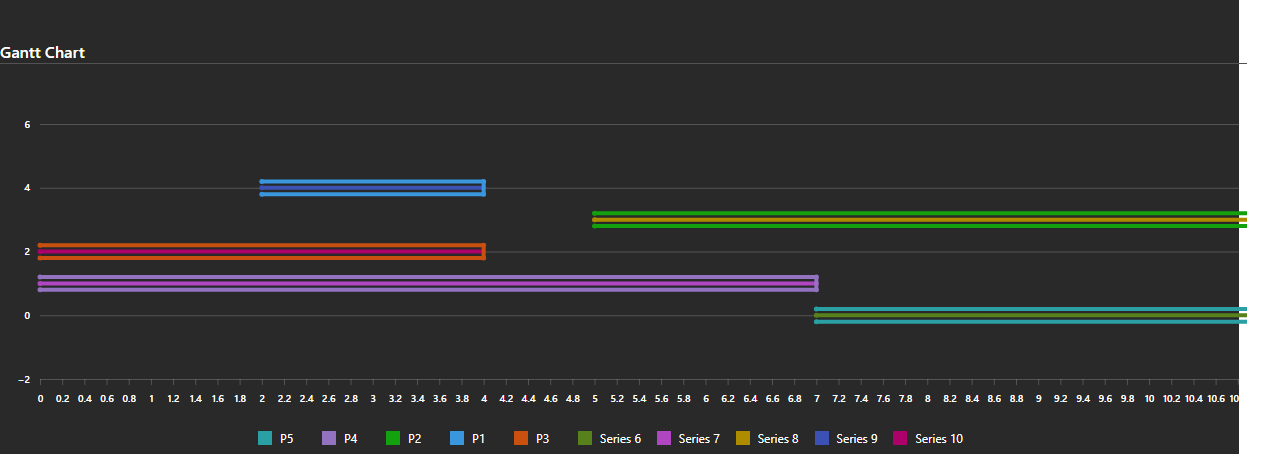 Gantt Chart
6
4
2
0
−2
0 0.2 0.4 0.6 0.8 1 1.2 1.4 1.6 1.8 2 2.2 2.4 2.6 2.8 3 3.2 3.4 3.6 3.8 4 4.2 4.4 4.6 4.8 5 5.2 5.4 5.6 5.8 6 6.2 6.4 6.6 6.8 7 7.2 7.4 7.6 7.8 8 8.2 8.4 8.6 8.8 9 9.2 9.4 9.6 9.8 10 10.2 10.4 10.6 10.
P5 P4 P2 P1 P3 Series 6 Series 7 Series 8 Series 9 Series 10